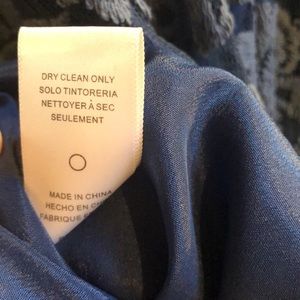 DRY CLEAN ONLY
SOLO TINTORERIA
NETTOYER À SEC
SEULEMENT
MADE IN CHINA
HECHO EN
FABRIQUE